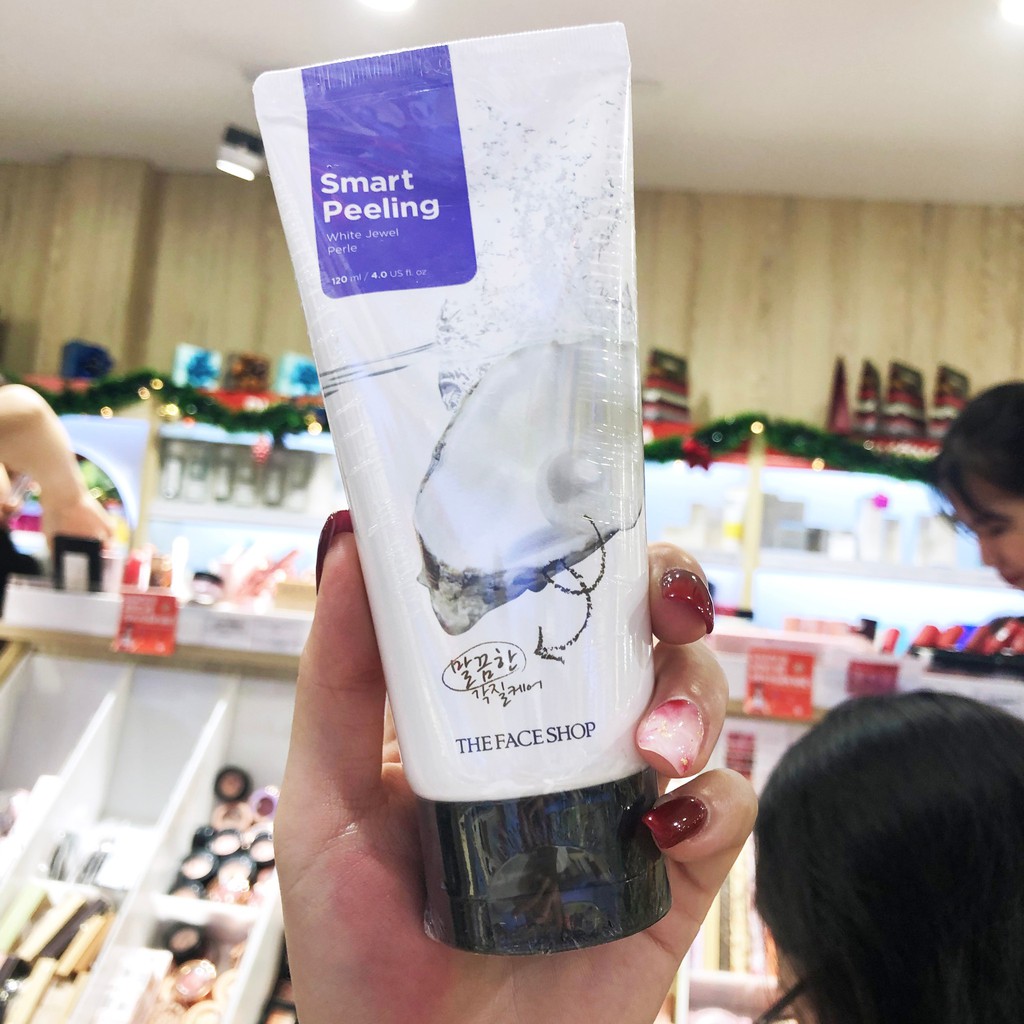 Smart
Peeling
White Jewel
Perle
120 ml / 4.0 US fl. oz
말끔한
각질케어
THE FACE SHOP